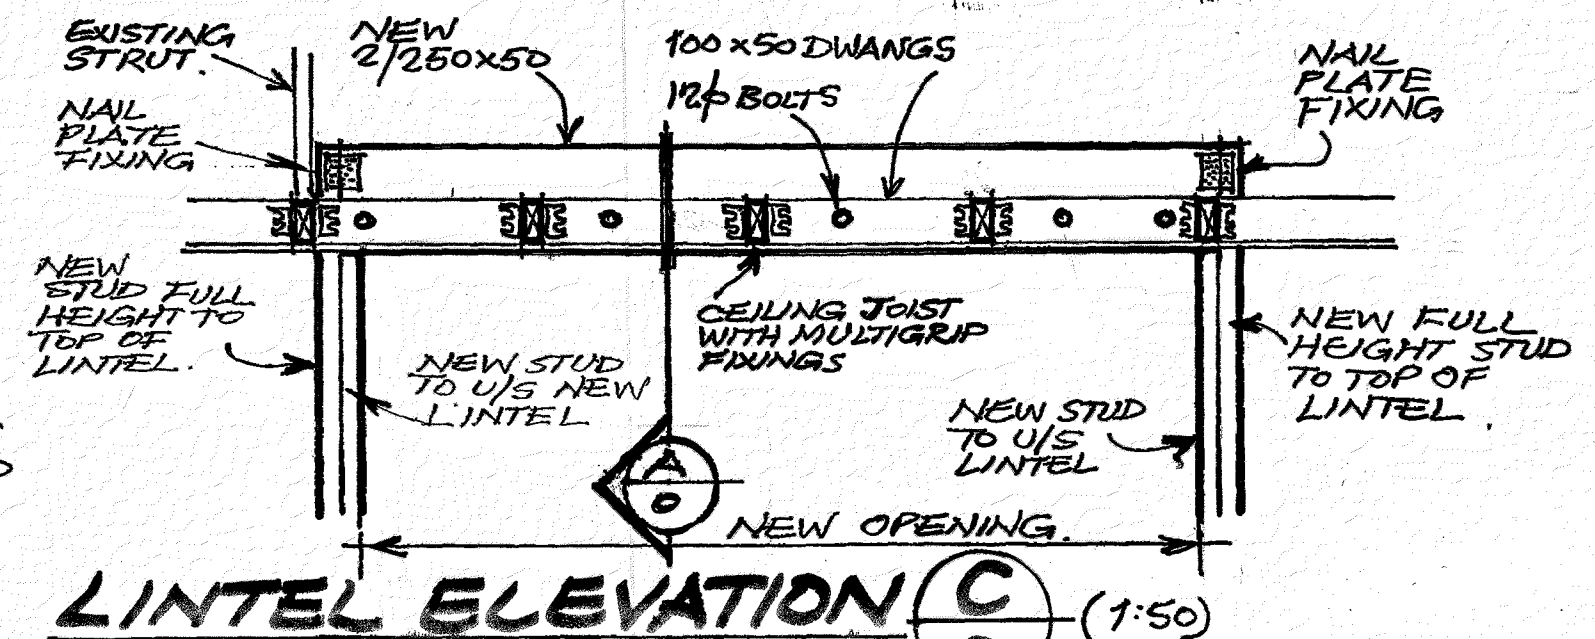 EXISTING
STRUT.
NEW
2/250x50
100x50 DWANGS
12ϕ BOLTS
NAIL
PLATE
FIXING
NAIL
PLATE
FIXING
NEW
STUD FULL
HEIGHT TO
TOP OF
LINTEL.
NEW STUD
TO U/S NEW
LINTEL
CEILING JOIST
WITH MULTIGRIP
FIXINGS
NEW STUD
TO U/S
LINTEL
NEW FULL
HEIGHT STUD
TO TOP OF
LINTEL.
A
NEW OPENING.
LINTEL ELEVATION C (1:50)